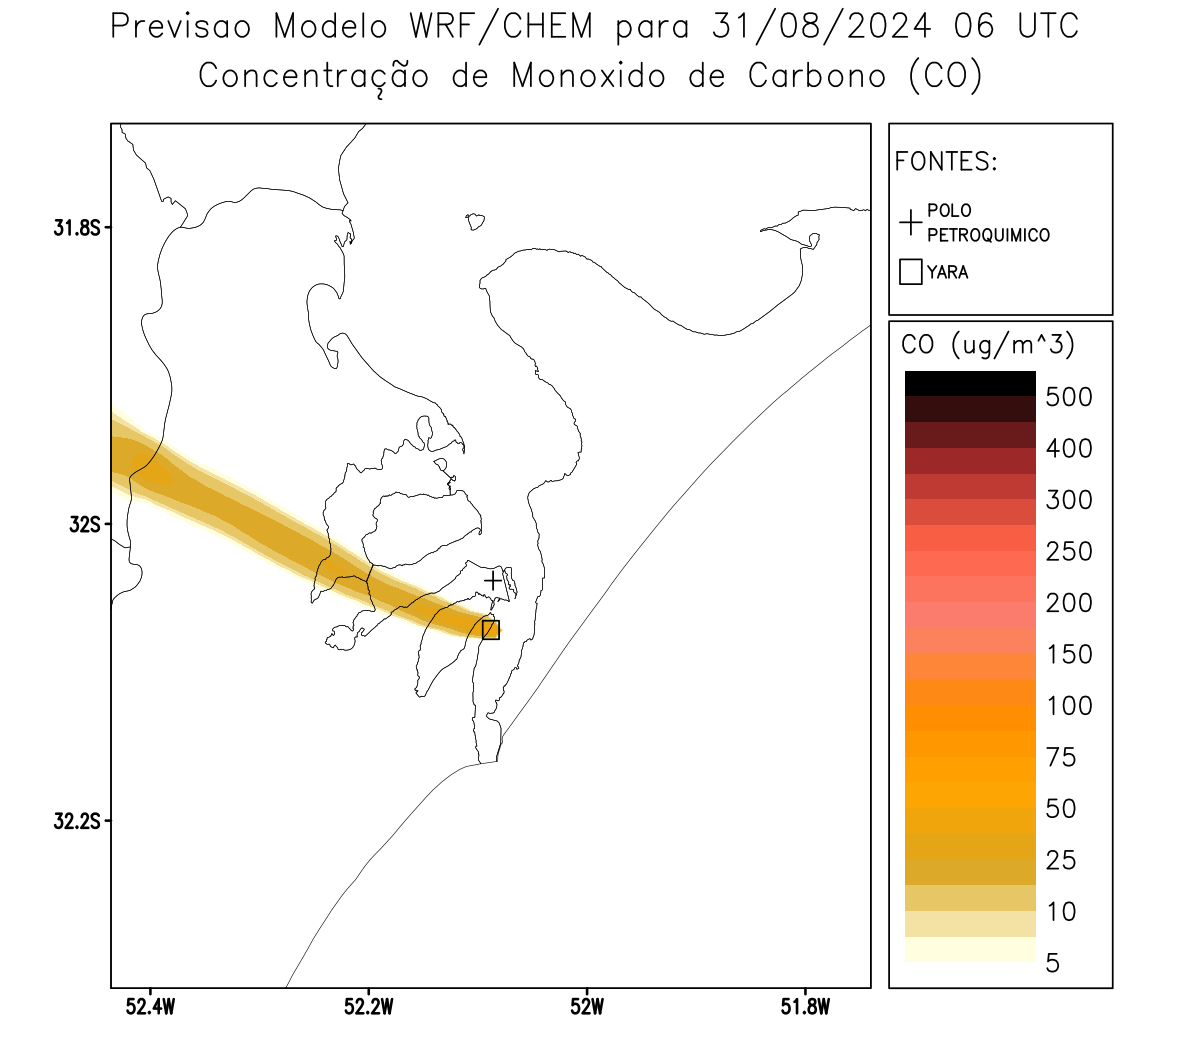 Previsao Modelo WRF/CHEM para 31/08/2024 06 UTC
Concentração de Monoxido de Carbono (CO)
FONTES:
POLO
PETROQUIMICO
YARA
CO (ug/m^3)
500
400
300
250
200
150
100
75
50
25
10
5
31.8S
32S
32.2S
52.4W
52.2W
52W
51.8W